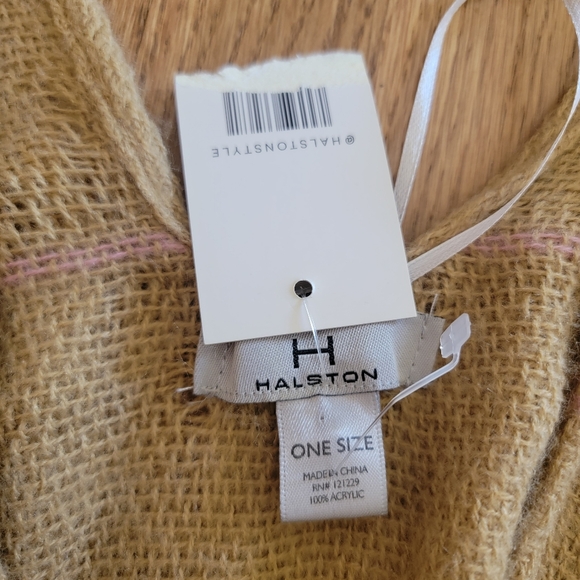 @HALSTONSTYLE
H
HALSTON
ONE SIZE
MADE IN CHINA
RN# 121229
100% ACRYLIC